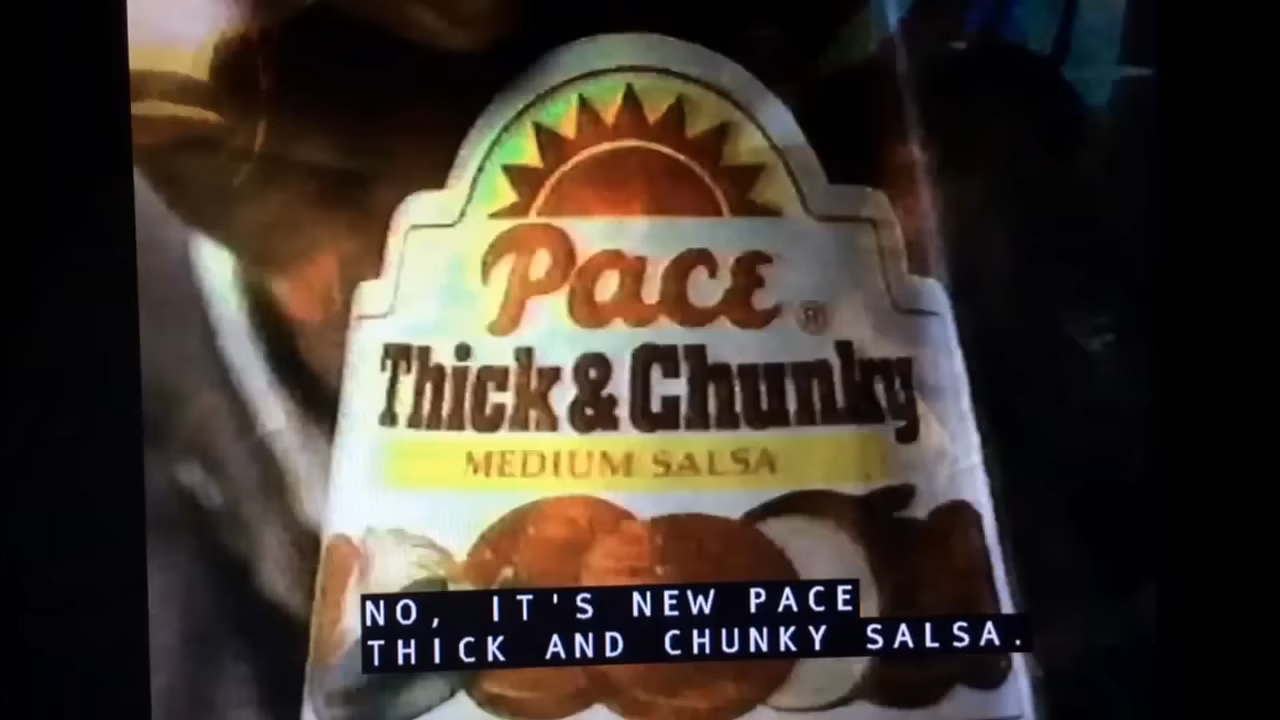 Pace ®
Thick & Chunky
MEDIUM SALSA
NO, IT'S NEW PACE
THICK AND CHUNKY SALSA.